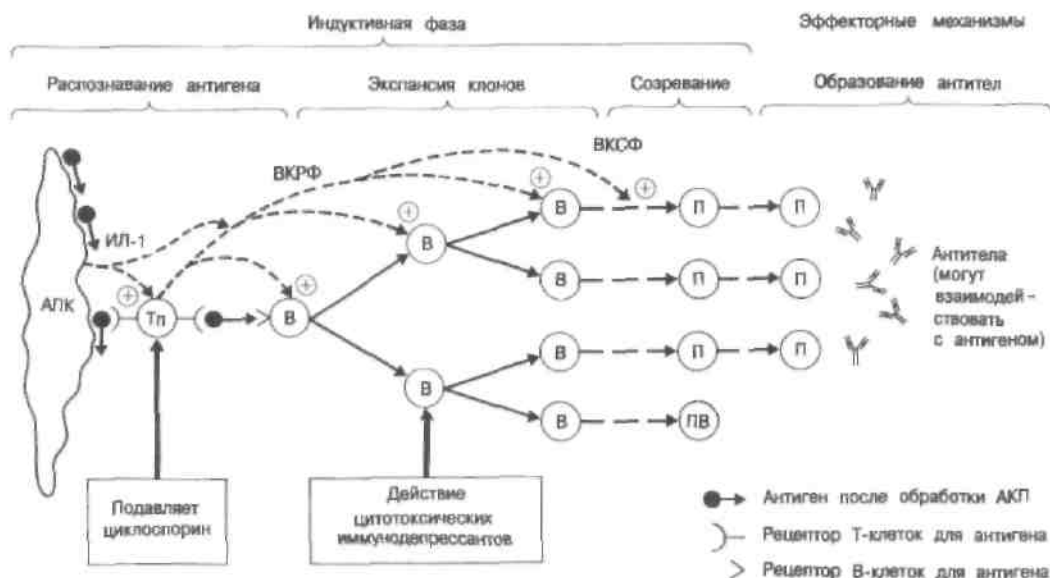 Индуктивная фаза
Эффекторные механизмы
Распознавание антигена
Экспансия клонов
Созревание
Образование антител
ВКСФ
ВКРФ
ИЛ-1
АПК
Тп
В
В
В
В
В
В
В
П
П
П
ПВ
П
П
П
Антитела
(могут
взаимодей-
ствовать
с антигеном)
Подавляет
циклоспорин
Действие
цитотоксических
иммунодепрессантов
Антиген после обработки АКП
Рецептор Т-клеток для антигена
Рецептор В-клеток для антигена